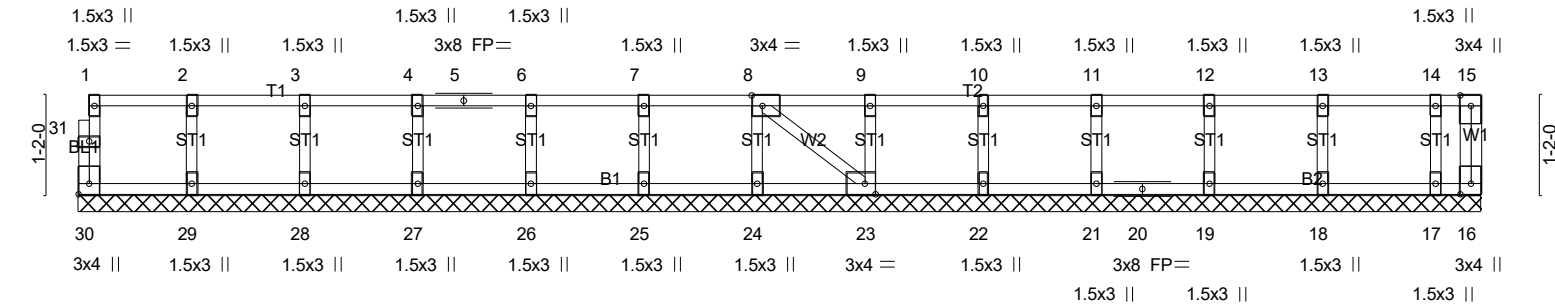 1.5x3 || 1.5x3 || 1.5x3 || 1.5x3 ||
1.5x3 = 1.5x3 || 1.5x3 || 3x8 FP= 1.5x3 || 3x4 = 1.5x3 || 1.5x3 || 1.5x3 || 1.5x3 || 1.5x3 || 3x4 ||
1 2 3 4 5 6 7 8 9 10 11 12 13 14 15
T1 T2
31
1-2-0 BL1 ST1 ST1 ST1 ST1 ST1 W2 ST1 ST1 ST1 ST1 ST1 ST1 W1 1-2-0
B1 B2
30 29 28 27 26 25 24 23 22 21 20 19 18 17 16
3x4 || 1.5x3 || 1.5x3 || 1.5x3 || 1.5x3 || 1.5x3 || 1.5x3 || 3x4 = 1.5x3 || 3x8 FP= 1.5x3 || 3x4 ||
1.5x3 || 1.5x3 || 1.5x3 ||